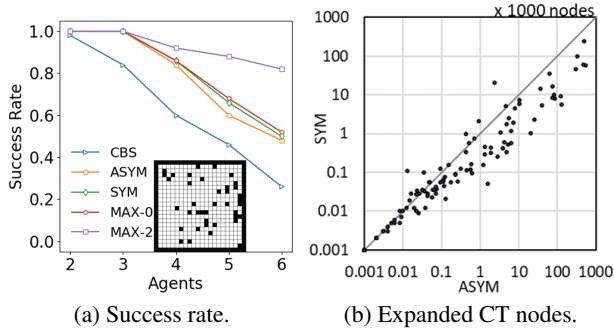 Success Rate
1.0
0.8
0.6
0.4
0.2
0.0
CBS
ASYM
SYM
MAX-0
MAX-2
2 3 4 5 6
Agents
(a) Success rate.
x 1000 nodes
SYM
1000
100
10
1
0.1
0.01
0.001
0.001 0.01 0.1 1 10 100 1000
ASYM
(b) Expanded CT nodes.